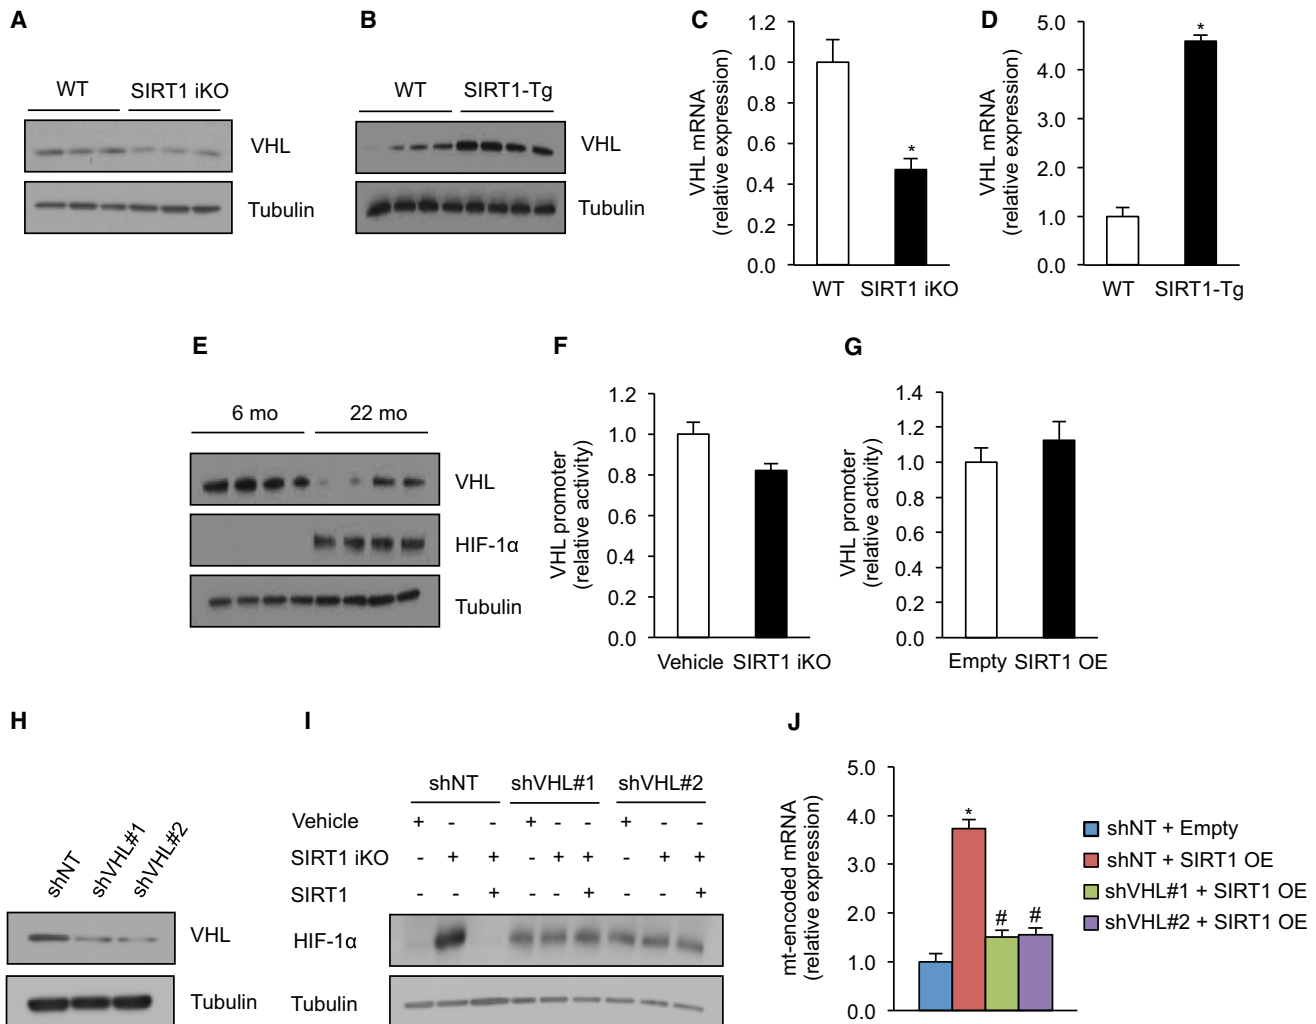 A
WT SIRT1 iKO
VHL
Tubulin
B
WT SIRT1-Tg
VHL
Tubulin
C
VHL mRNA
(relative expression)
1.2
1.0
0.8
0.6
0.4
0.2
0.0
*
WT SIRT1 iKO
D
VHL mRNA
(relative expression)
5.0
4.0
3.0
2.0
1.0
0.0
*
WT SIRT1-Tg
E
6 mo 22 mo
VHL
HIF-1α
Tubulin
F
VHL promoter
(relative activity)
1.2
1.0
0.8
0.6
0.4
0.2
0.0
Vehicle SIRT1 iKO
G
VHL promoter
(relative activity)
1.4
1.2
1.0
0.8
0.6
0.4
0.2
0.0
Empty SIRT1 OE
H
shNT shVHL#1 shVHL#2
VHL
Tubulin
I
shNT shVHL#1 shVHL#2
Vehicle + - - + - - + - -
SIRT1 iKO - + + - + + - + +
SIRT1 - - + - - + - - +
HIF-1α
Tubulin
J
mt-encoded mRNA
(relative expression)
5.0
4.0
3.0
2.0
1.0
0.0
*
# #
shNT + Empty
shNT + SIRT1 OE
shVHL#1 + SIRT1 OE
shVHL#2 + SIRT1 OE